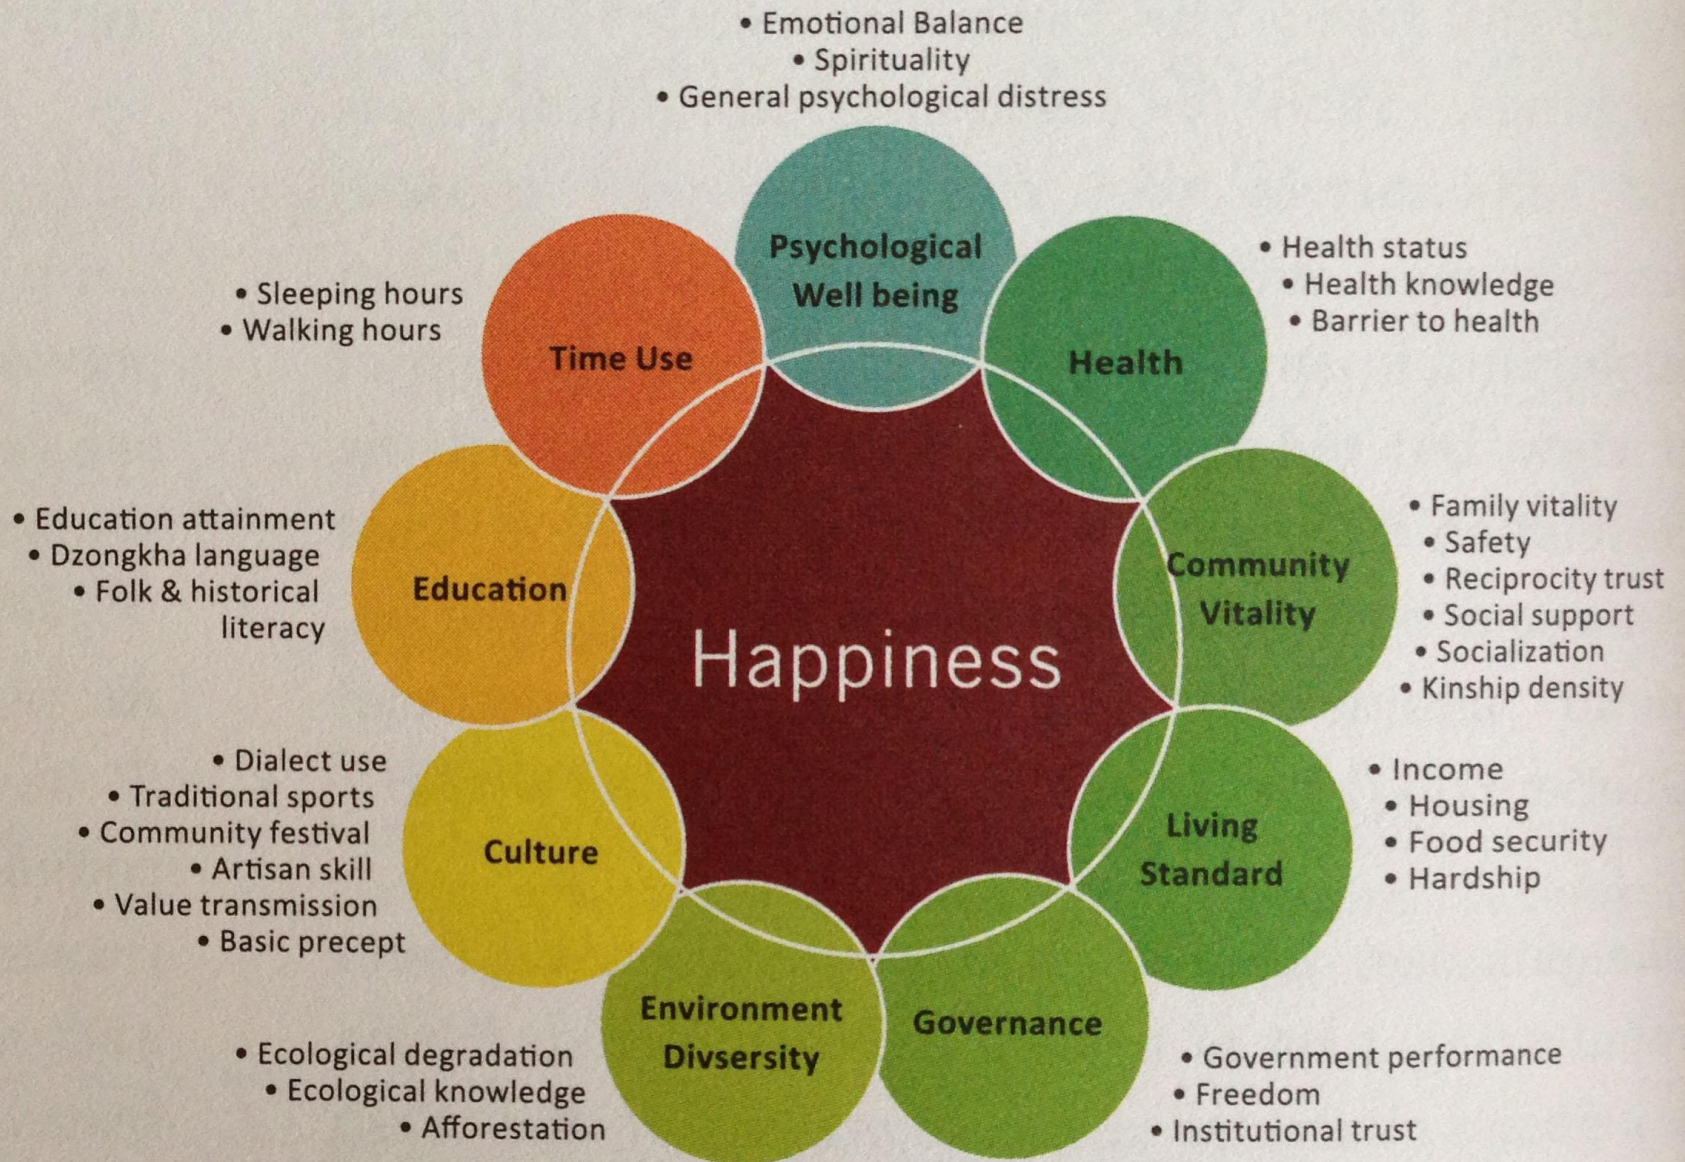 • Emotional Balance
• Spirituality
• General psychological distress
Psychological
Well being
• Health status
• Health knowledge
• Barrier to health
Health
• Family vitality
• Safety
• Reciprocity trust
• Social support
• Socialization
• Kinship density
Community
Vitality
• Income
• Housing
• Food security
• Hardship
Living
Standard
• Government performance
• Freedom
• Institutional trust
Governance
Environment
Divsersity
• Ecological degradation
• Ecological knowledge
• Afforestation
Culture
• Dialect use
• Traditional sports
• Community festival
• Artisan skill
• Value transmission
• Basic precept
Education
• Education attainment
• Dzongkha language
• Folk & historical
literacy
Time Use
• Sleeping hours
• Walking hours
Happiness